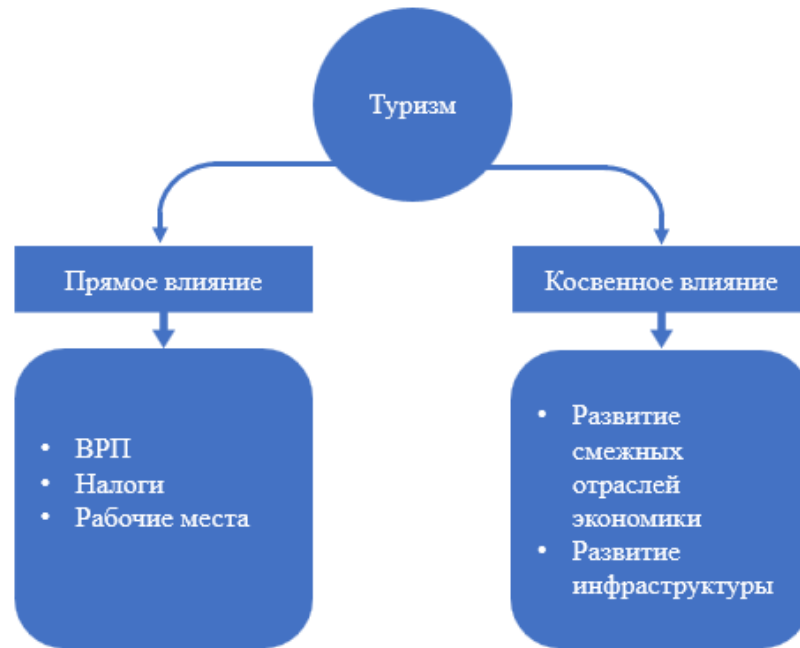 Туризм
Прямое влияние
Косвенное влияние
• ВРП
• Налоги
• Рабочие места
• Развитие
смежных
отраслей
экономики
• Развитие
инфраструктуры